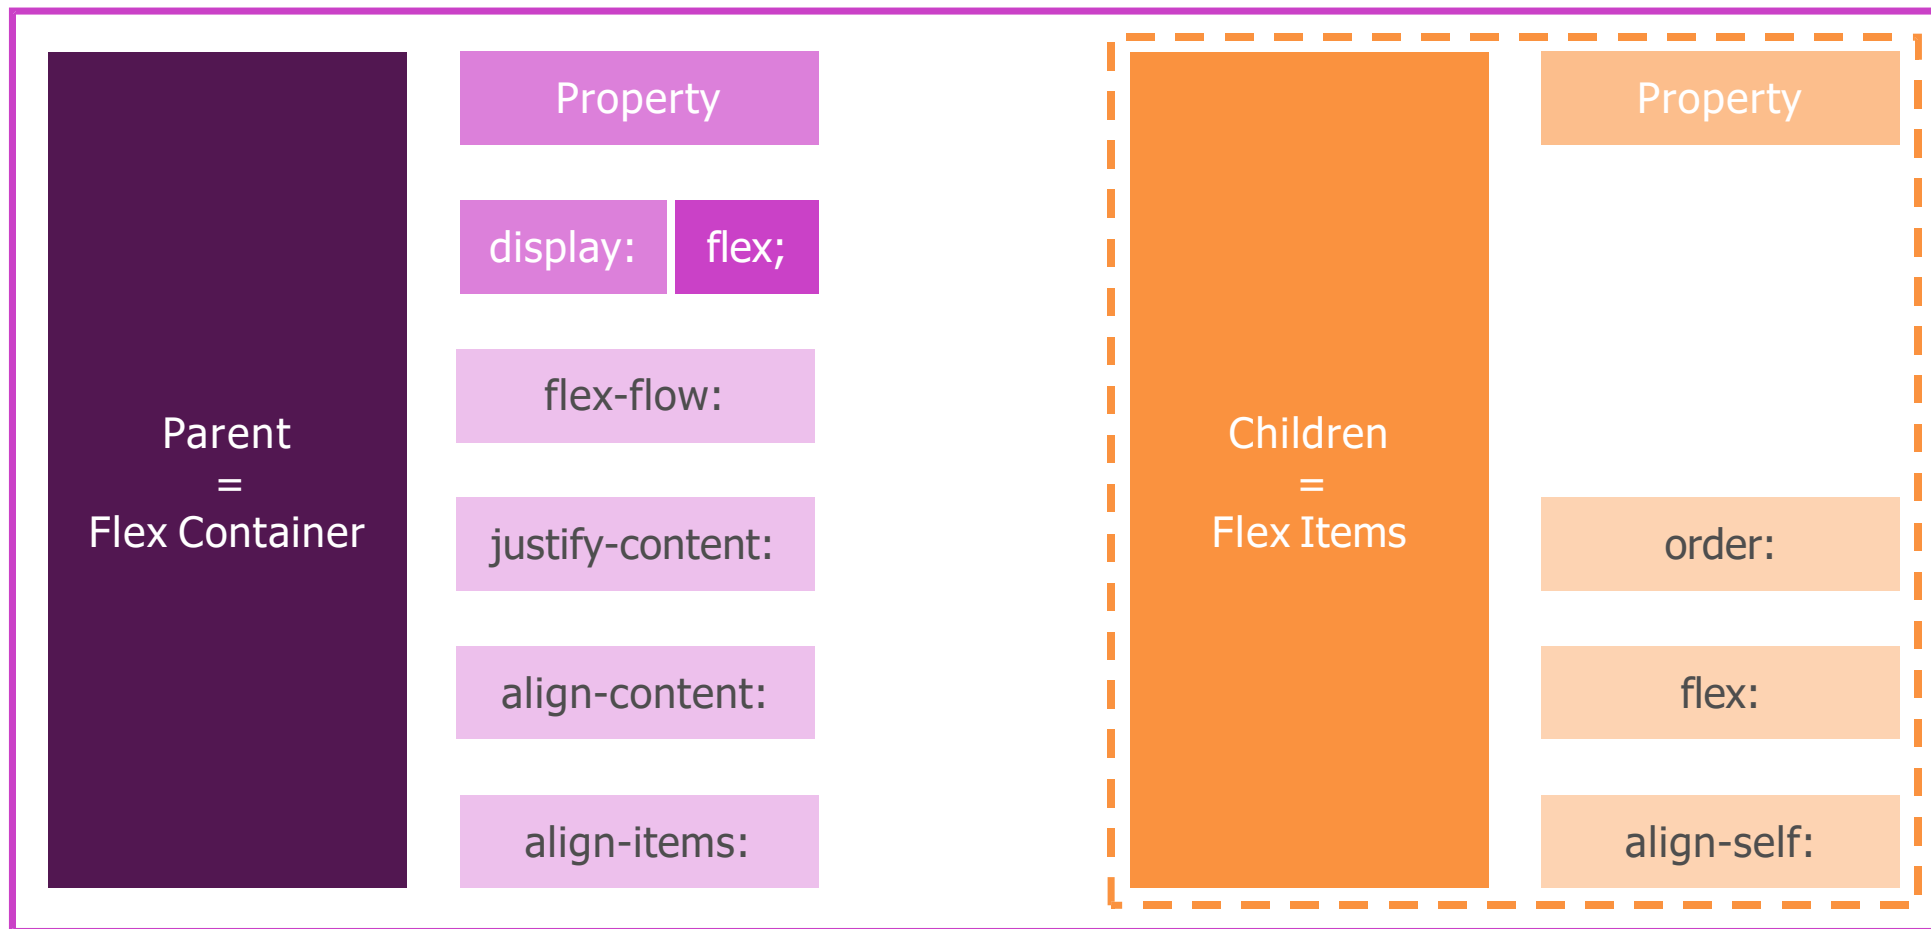 Parent
=
Flex Container
Property
display: flex;
flex-flow:
justify-content:
align-content:
align-items:
Children
=
Flex Items
Property
order:
flex:
align-self: